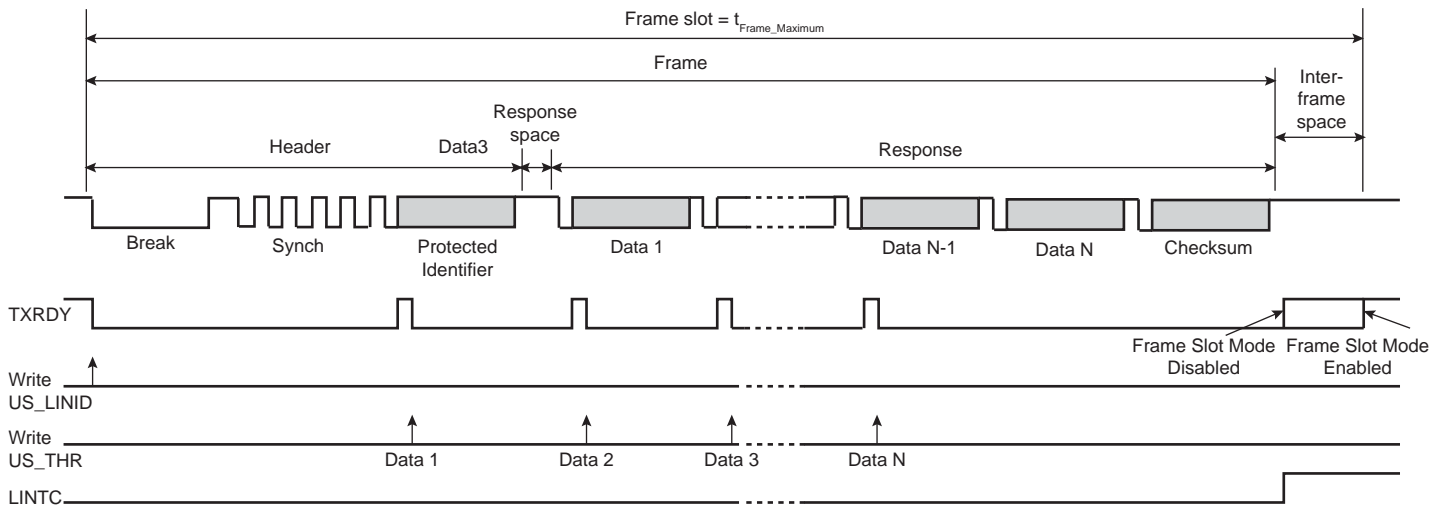 Frame slot = tFrame_Maximum
Frame
Inter-
frame
space
Response
space
Header
Data3
Response
Break
Synch
Protected
Identifier
Data 1
Data N-1
Data N
Checksum
TXRDY
Frame Slot Mode
Disabled
Frame Slot Mode
Enabled
Write
US_LINID
Write
US_THR
Data 1
Data 2
Data 3
Data N
LINTC